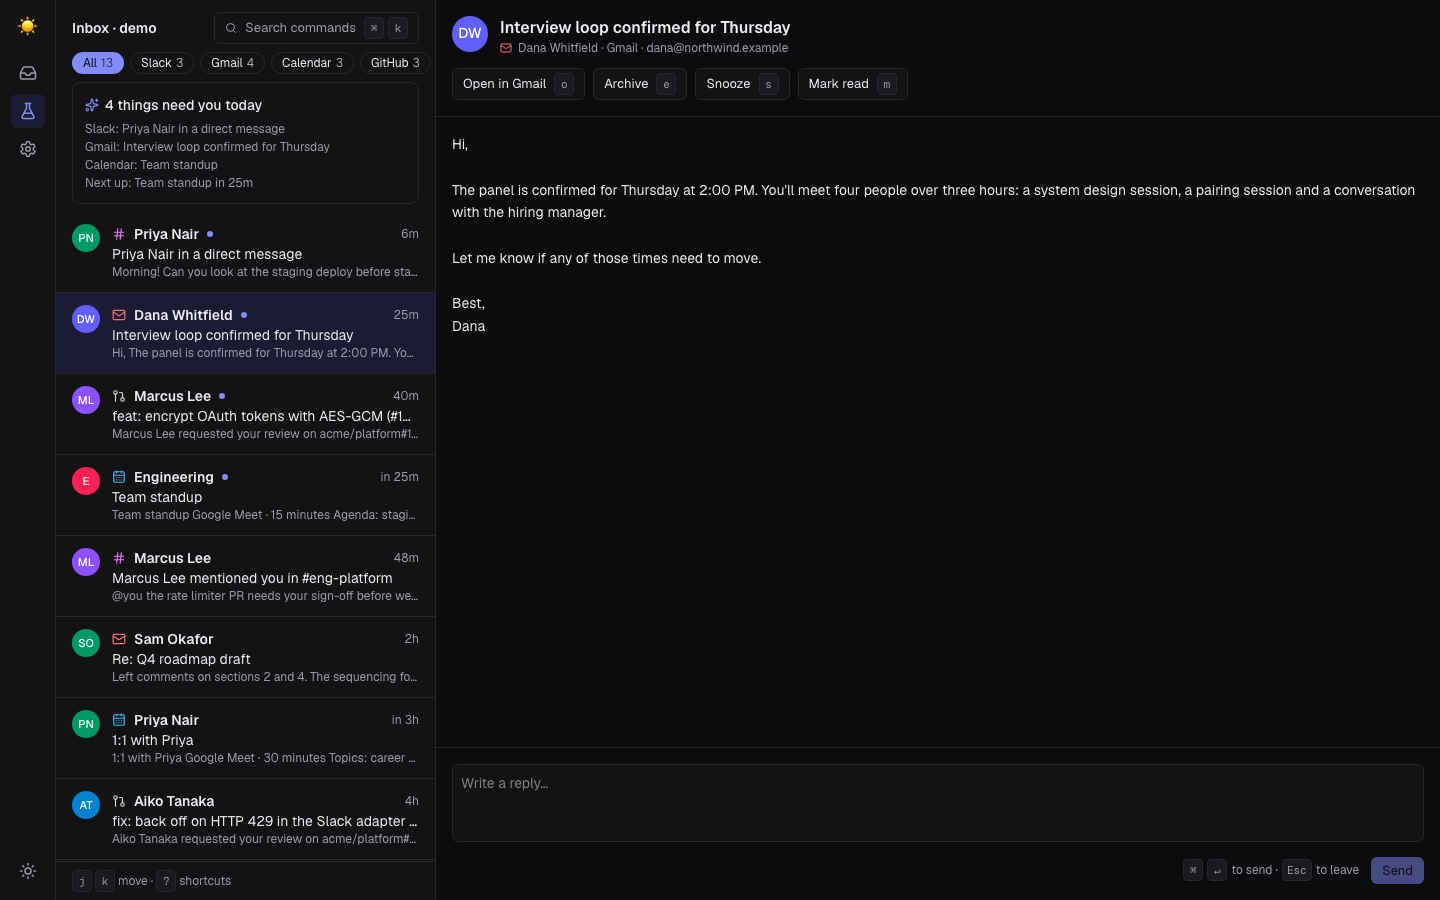 Inbox · demo
Search commands ⌘ k
All 13 Slack 3 Gmail 4 Calendar 3 GitHub 3
4 things need you today
Slack: Priya Nair in a direct message
Gmail: Interview loop confirmed for Thursday
Calendar: Team standup
Next up: Team standup in 25m
PN Priya Nair 6m
Priya Nair in a direct message
Morning! Can you look at the staging deploy before sta…
DW Dana Whitfield 25m
Interview loop confirmed for Thursday
Hi, The panel is confirmed for Thursday at 2:00 PM. Yo…
ML Marcus Lee 40m
feat: encrypt OAuth tokens with AES-GCM (#1…
Marcus Lee requested your review on acme/platform#1…
E Engineering in 25m
Team standup
Team standup Google Meet · 15 minutes Agenda: stagi…
ML Marcus Lee 48m
Marcus Lee mentioned you in #eng-platform
@you the rate limiter PR needs your sign-off before we…
SO Sam Okafor 2h
Re: Q4 roadmap draft
Left comments on sections 2 and 4. The sequencing fo…
PN Priya Nair in 3h
1:1 with Priya
1:1 with Priya Google Meet · 30 minutes Topics: career …
AT Aiko Tanaka 4h
fix: back off on HTTP 429 in the Slack adapter …
Aiko Tanaka requested your review on acme/platform#…
j k move · ? shortcuts
DW Interview loop confirmed for Thursday
Dana Whitfield · Gmail · dana@northwind.example
Open in Gmail o Archive e Snooze s Mark read m
Hi,
The panel is confirmed for Thursday at 2:00 PM. You'll meet four people over three hours: a system design session, a pairing session and a conversation
with the hiring manager.
Let me know if any of those times need to move.
Best,
Dana
Write a reply…
⌘ ↵ to send · Esc to leave Send